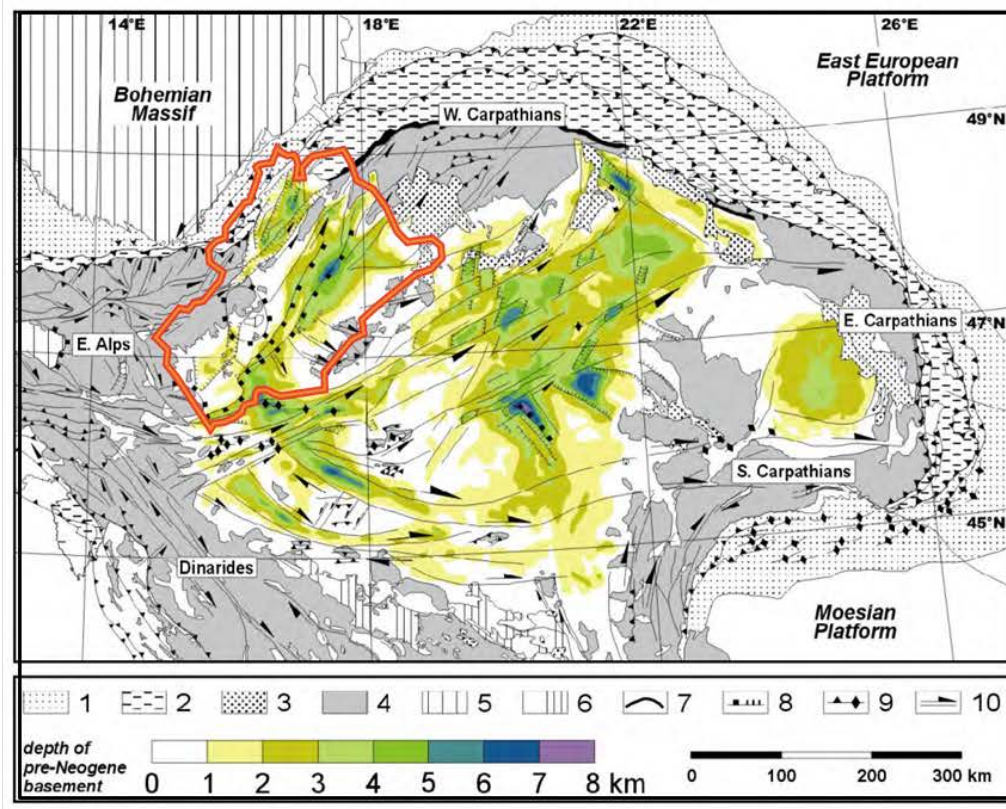 14°E
18°E
22°E
26°E
East European
Platform
Bohemian
Massif
W. Carpathians
49°N
E. Alps
47°N
E. Carpathians
S. Carpathians
45°N
Dinarides
Moesian
Platform
1 2 3 4 5 6 7 8 9 10
depth of
pre-Neogene
basement
0 1 2 3 4 5 6 7 8 km
0 100 200 300 km